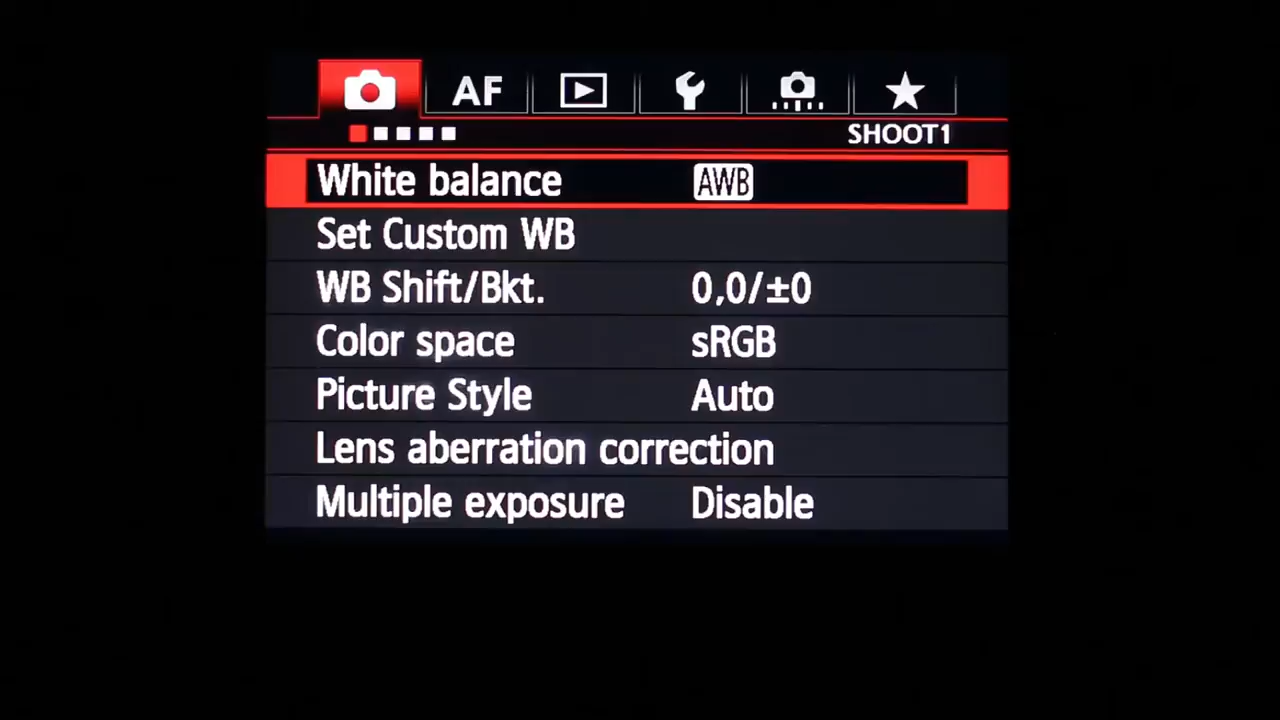 AF
SHOOT1
White balance AWB
Set Custom WB
WB Shift/Bkt. 0,0/±0
Color space sRGB
Picture Style Auto
Lens aberration correction
Multiple exposure Disable